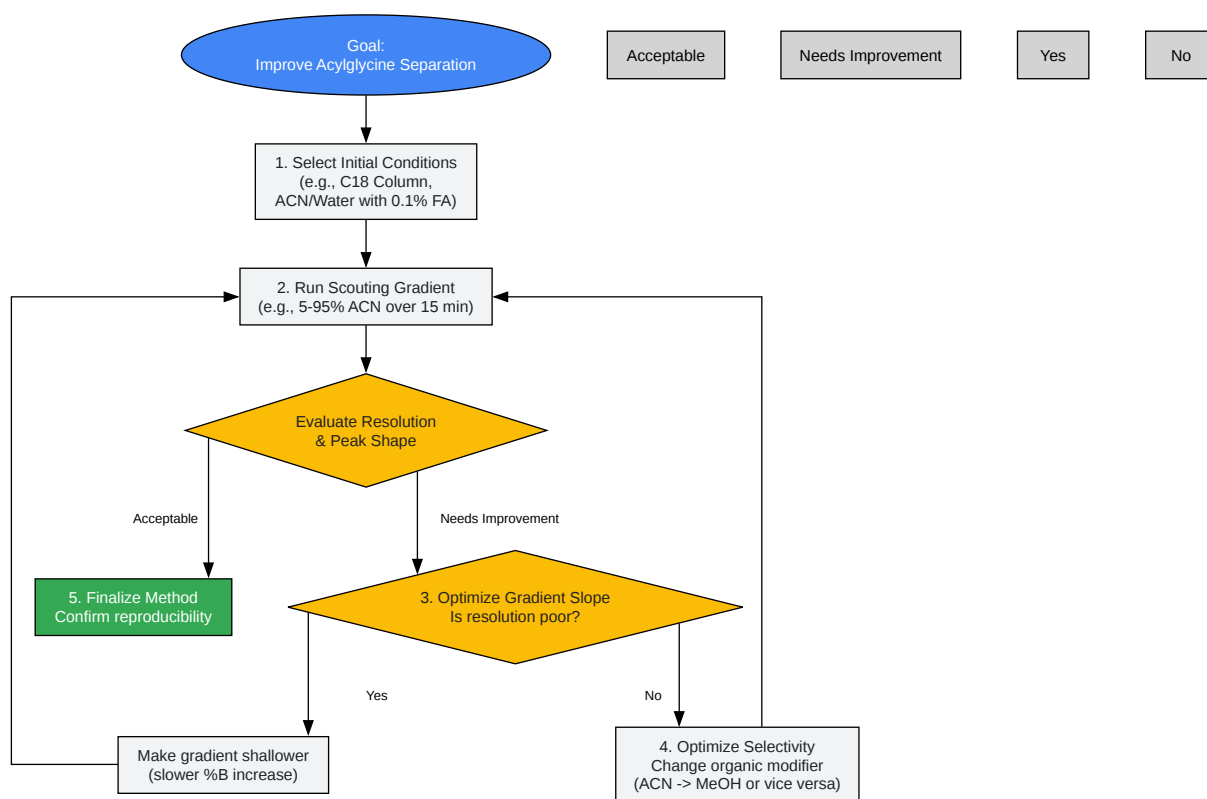 Goal:
Improve Acylglycine Separation
Acceptable
Needs Improvement
Yes
No
1. Select Initial Conditions
(e.g., C18 Column,
ACN/Water with 0.1% FA)
2. Run Scouting Gradient
(e.g., 5-95% ACN over 15 min)
Evaluate Resolution
& Peak Shape
Acceptable
Needs Improvement
5. Finalize Method
Confirm reproducibility
3. Optimize Gradient Slope
Is resolution poor?
Yes
No
Make gradient shallower
(slower %B increase)
4. Optimize Selectivity
Change organic modifier
(ACN -> MeOH or vice versa)